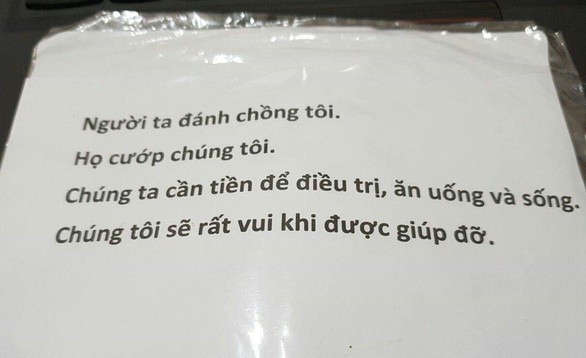 Người ta đánh chồng tôi.
Họ cướp chúng tôi.
Chúng ta cần tiền để điều trị, ăn uống và sống.
Chúng tôi sẽ rất vui khi được giúp đỡ.